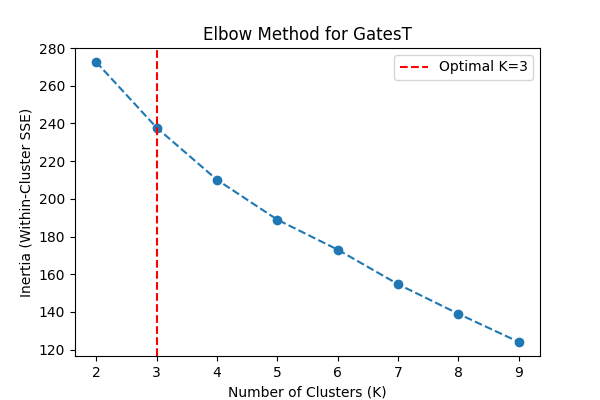 Elbow Method for GatesT
Optimal K=3
Inertia (Within-Cluster SSE)
280
260
240
220
200
180
160
140
120
2 3 4 5 6 7 8 9
Number of Clusters (K)